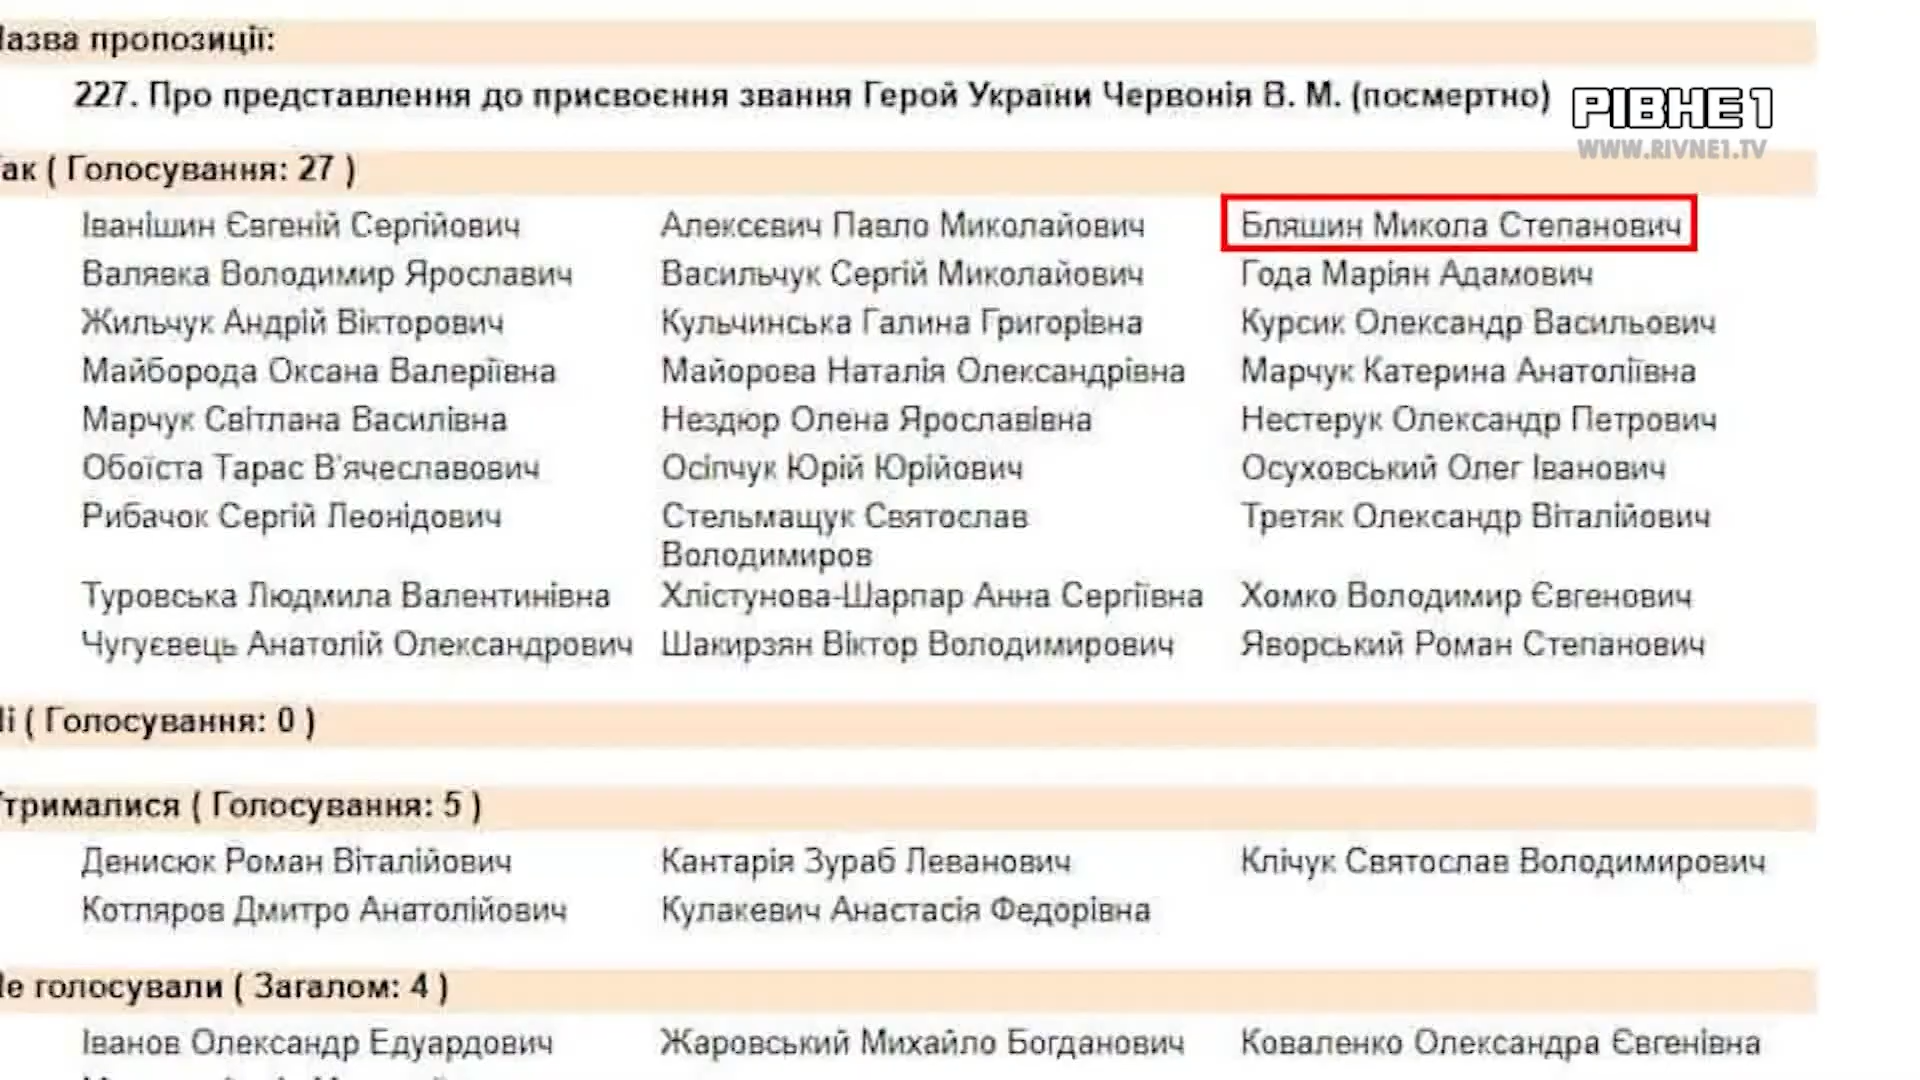 Назва пропозиції:
227. Про представлення до присвоєння звання Герой України Червонія В. М. (посмертно)
РІВНЕ1
WWW.RIVNE1.TV
Так ( Голосування: 27 )
Іванішин Євгеній Сергійович Алексєвич Павло Миколайович Бляшин Микола Степанович
Валявка Володимир Ярославич Васильчук Сергій Миколайович Года Маріян Адамович
Жильчук Андрій Вікторович Кульчинська Галина Григорівна Курсик Олександр Васильович
Майборода Оксана Валеріївна Майорова Наталія Олександрівна Марчук Катерина Анатоліївна
Марчук Світлана Василівна Нездюр Олена Ярославівна Нестерук Олександр Петрович
Обоїста Тарас В'ячеславович Осіпчук Юрій Юрійович Осуховський Олег Іванович
Рибачок Сергій Леонідович Стельмащук Святослав Третяк Олександр Віталійович
Володимиров
Туровська Людмила Валентинівна Хлістунова-Шарпар Анна Сергіївна Хомко Володимир Євгенович
Чугуєвець Анатолій Олександрович Шакирзян Віктор Володимирович Яворський Роман Степанович
Ні ( Голосування: 0 )
Утрималися ( Голосування: 5 )
Денисюк Роман Віталійович Кантарія Зураб Леванович Клічук Святослав Володимирович
Котляров Дмитро Анатолійович Кулакевич Анастасія Федорівна
Не голосували ( Загалом: 4 )
Іванов Олександр Едуардович Жаровський Михайло Богданович Коваленко Олександра Євгенівна